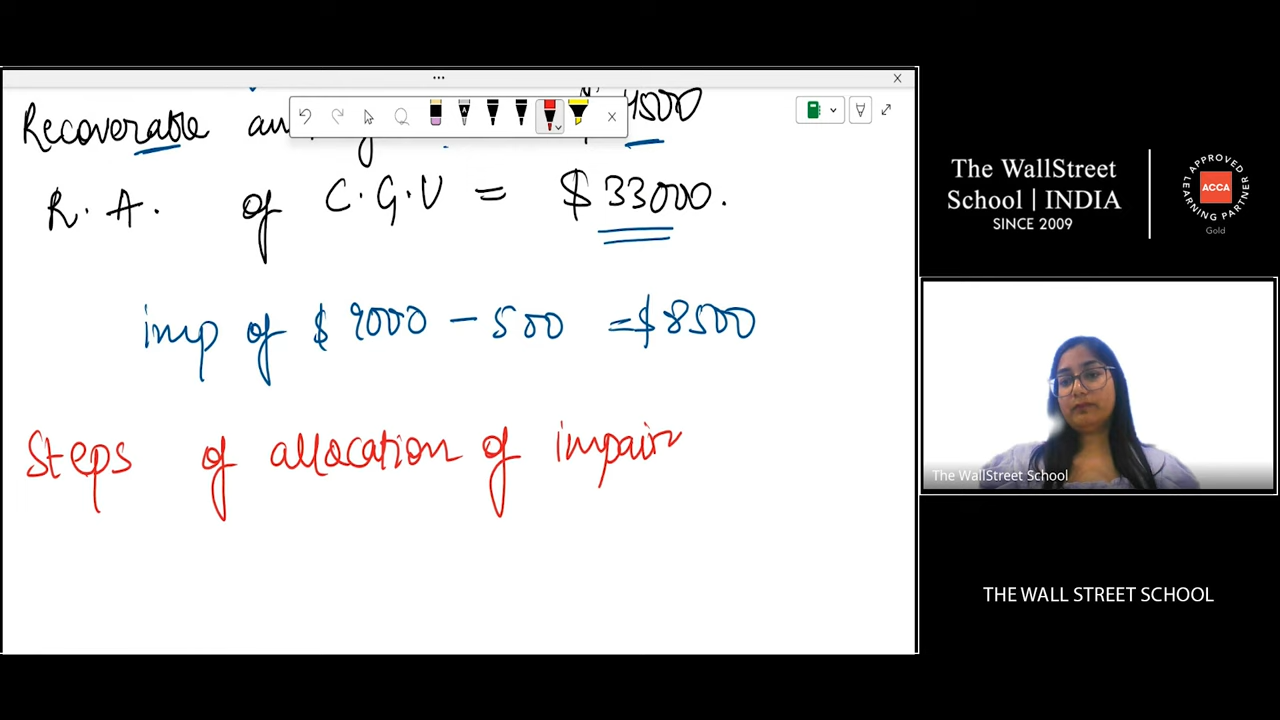 Recoverable
4500
R. A. of C.G.U = $33000.
imp of $9000 - 500 = $8500
Steps of allocation of impair
The WallStreet
School | INDIA
SINCE 2009
APPROVED
LEARNING PARTNER
ACCA
Gold
The WallStreet School
THE WALL STREET SCHOOL